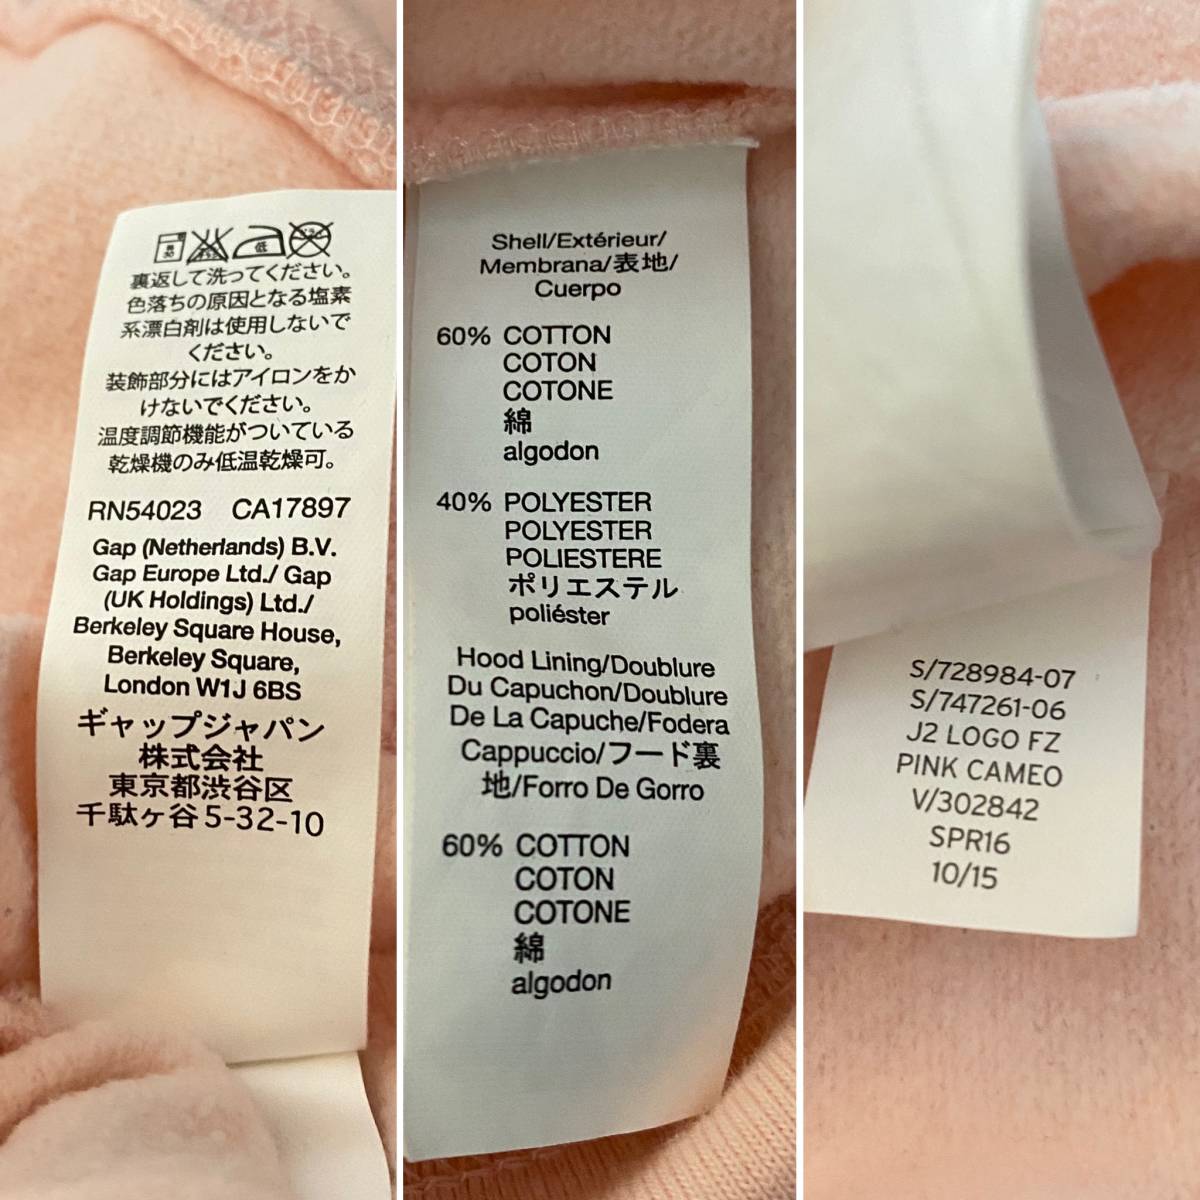 裏返して洗ってください。
色落ちの原因となる塩素
系漂白剤は使用しないで
ください。
装飾部分にはアイロンをか
けないでください。
温度調節機能がついている
乾燥機のみ低温乾燥可。
RN54023 CA17897
Gap (Netherlands) B.V.
Gap Europe Ltd./ Gap
(UK Holdings) Ltd./
Berkeley Square House,
Berkeley Square,
London W1J 6BS
ギャップジャパン
株式会社
東京都渋谷区
千駄ヶ谷 5-32-10
Shell/Extérieur/
Membrana/表地/
Cuerpo
60% COTTON
COTON
COTONE
綿
algodon
40% POLYESTER
POLYESTER
POLIESTERE
ポリエステル
poliéster
Hood Lining/Doublure
Du Capuchon/Doublure
De La Capuche/Fodera
Cappuccio/フード裏
地/Forro De Gorro
60% COTTON
COTON
COTONE
綿
algodon
S/728984-07
S/747261-06
J2 LOGO FZ
PINK CAMEO
V/302842
SPR16
10/15